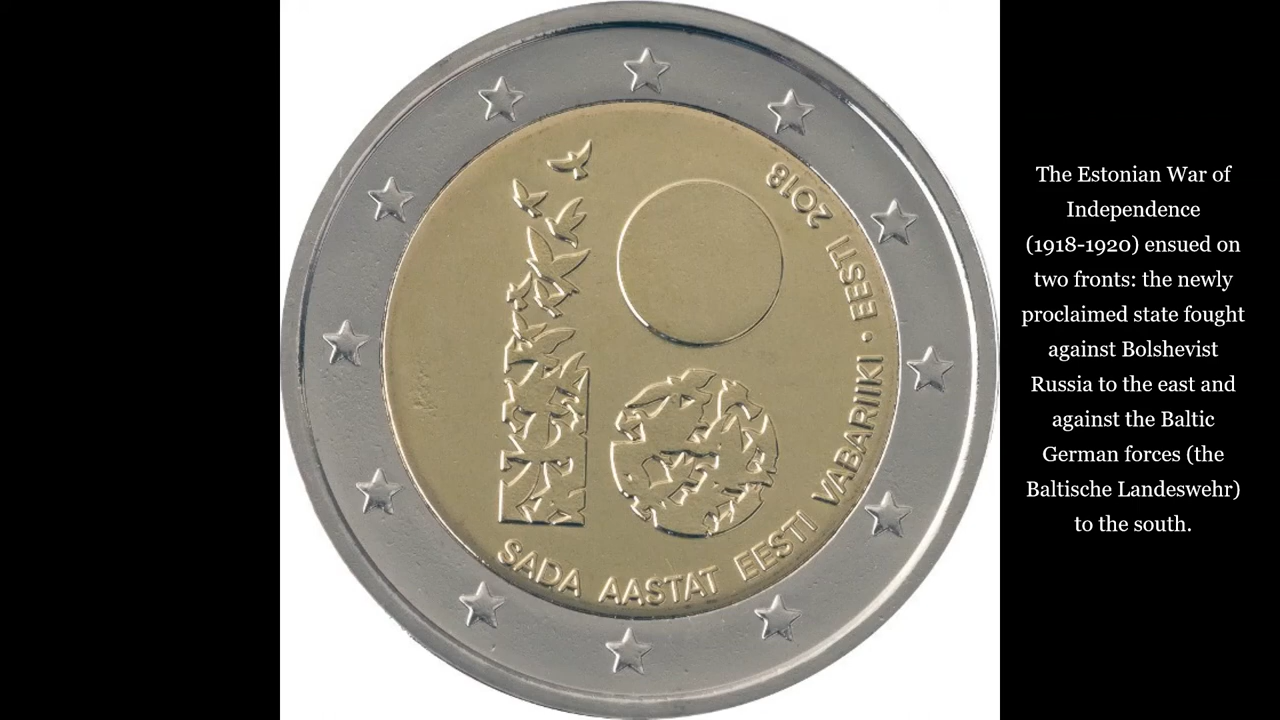 SADA AASTAT EESTI VABARIIKI • EESTI 2018
The Estonian War of
Independence
(1918-1920) ensued on
two fronts: the newly
proclaimed state fought
against Bolshevist
Russia to the east and
against the Baltic
German forces (the
Baltische Landeswehr)
to the south.